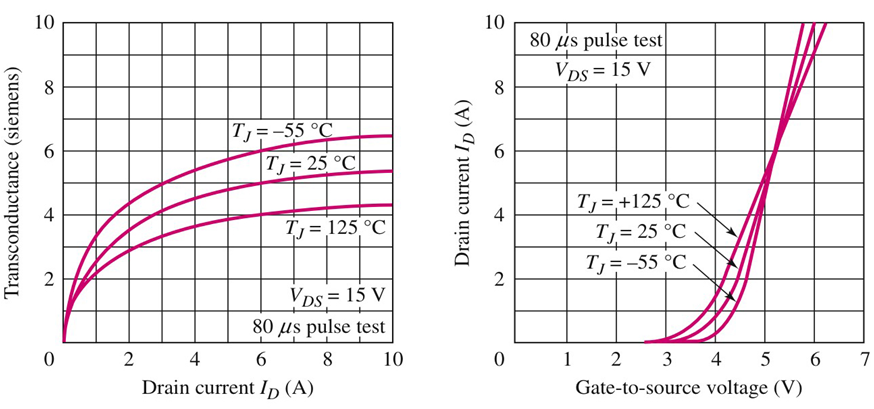 10
8
6
4
2
0
2
4
6
8
10
Transconductance (siemens)
Drain current I_D (A)
T_J = –55 °C
T_J = 25 °C
T_J = 125 °C
V_DS = 15 V
80 μs pulse test
10
8
6
4
2
0
1
2
3
4
5
6
7
Drain current I_D (A)
Gate-to-source voltage (V)
80 μs pulse test
V_DS = 15 V
T_J = +125 °C
T_J = 25 °C
T_J = –55 °C